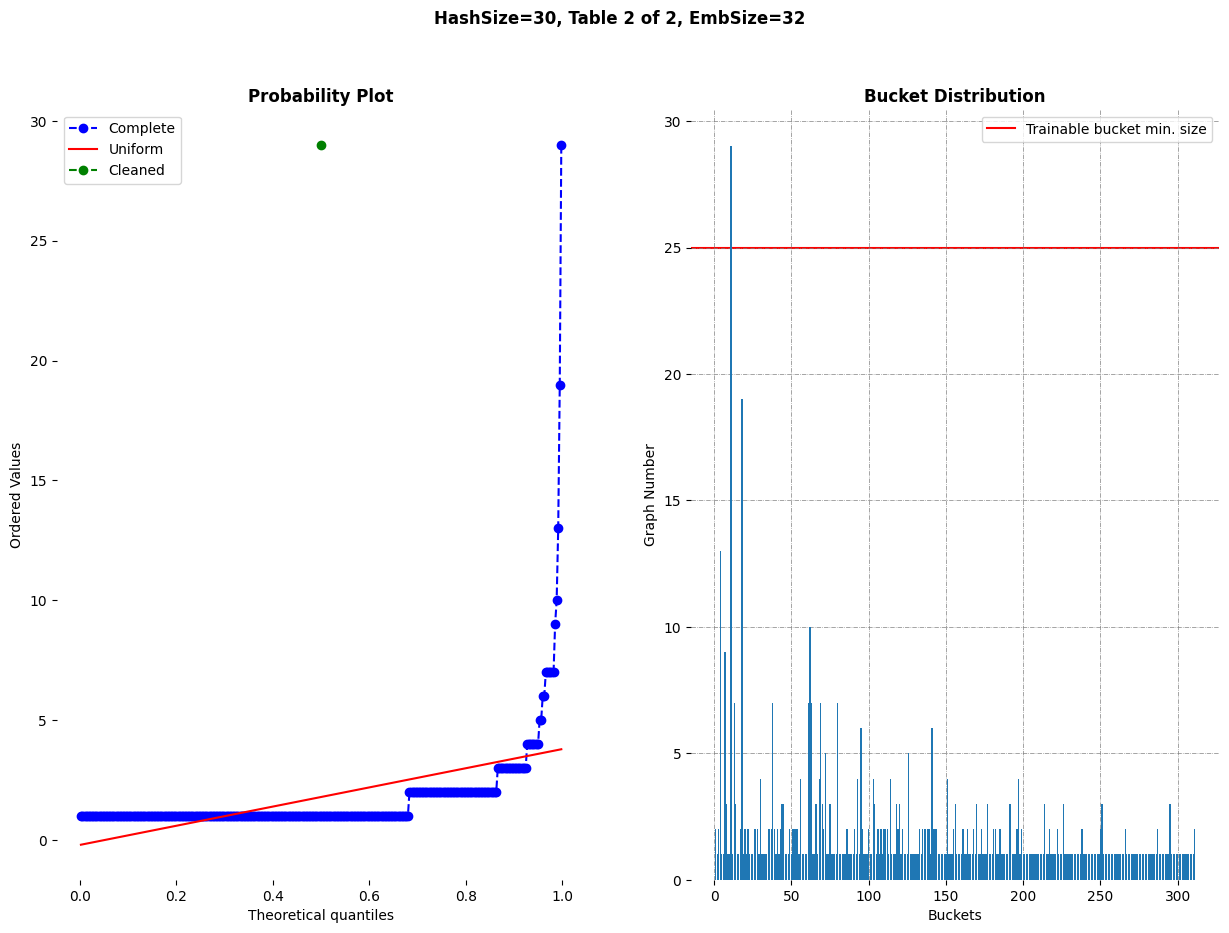 HashSize=30, Table 2 of 2, EmbSize=32
Probability Plot
Complete
Uniform
Cleaned
30
25
20
15
10
5
0
Ordered Values
0.0 0.2 0.4 0.6 0.8 1.0
Theoretical quantiles
Bucket Distribution
Trainable bucket min. size
30
25
20
15
10
5
0
Graph Number
0 50 100 150 200 250 300
Buckets